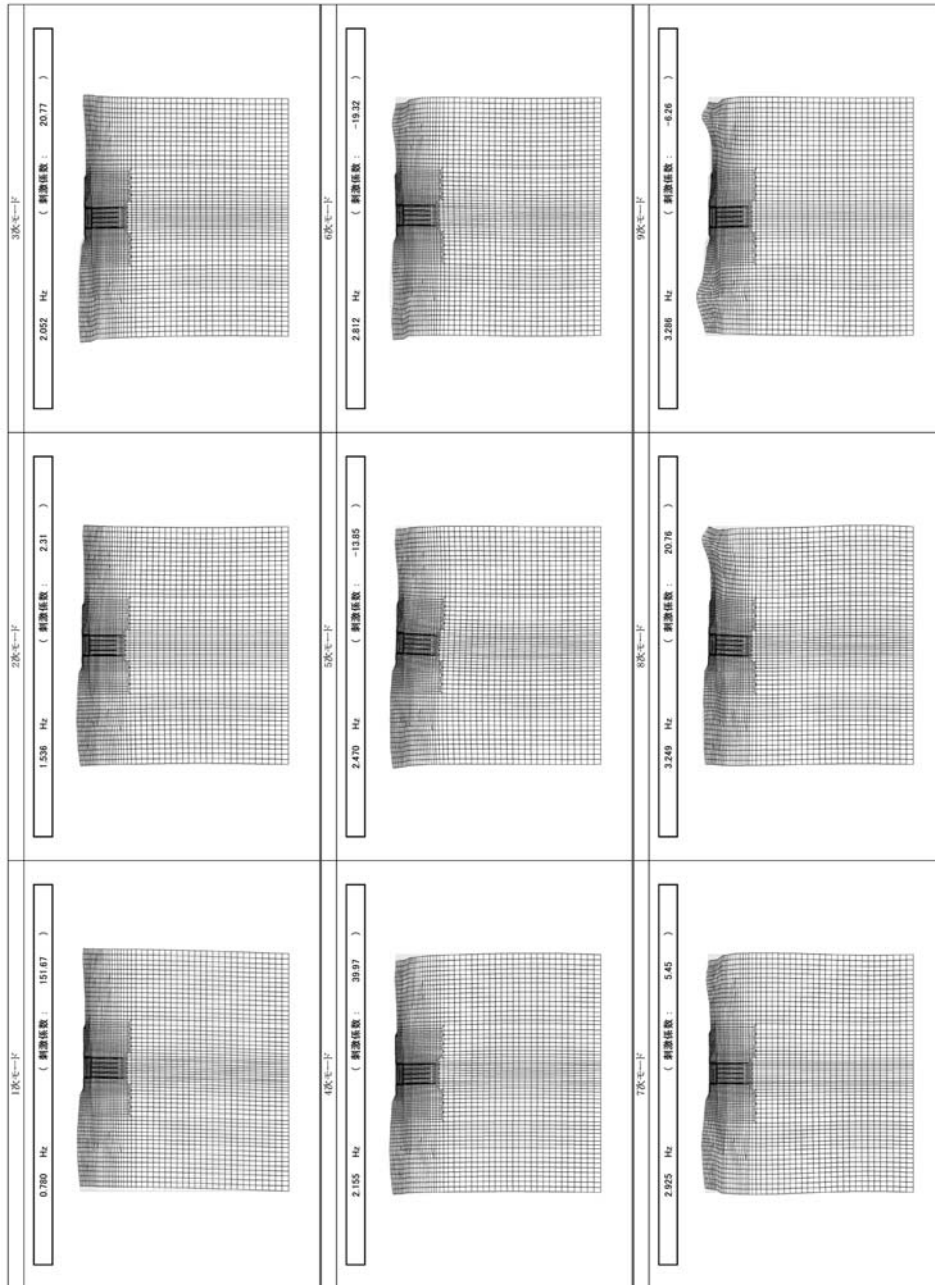 1次モード
0.780 Hz ( 刺激係数 : 151.67 )
2次モード
1.536 Hz ( 刺激係数 : 2.31 )
3次モード
2.052 Hz ( 刺激係数 : 20.77 )
4次モード
2.155 Hz ( 刺激係数 : 39.97 )
5次モード
2.470 Hz ( 刺激係数 : -13.85 )
6次モード
2.812 Hz ( 刺激係数 : -19.32 )
7次モード
2.925 Hz ( 刺激係数 : 5.45 )
8次モード
3.249 Hz ( 刺激係数 : 20.76 )
9次モード
3.286 Hz ( 刺激係数 : -6.26 )